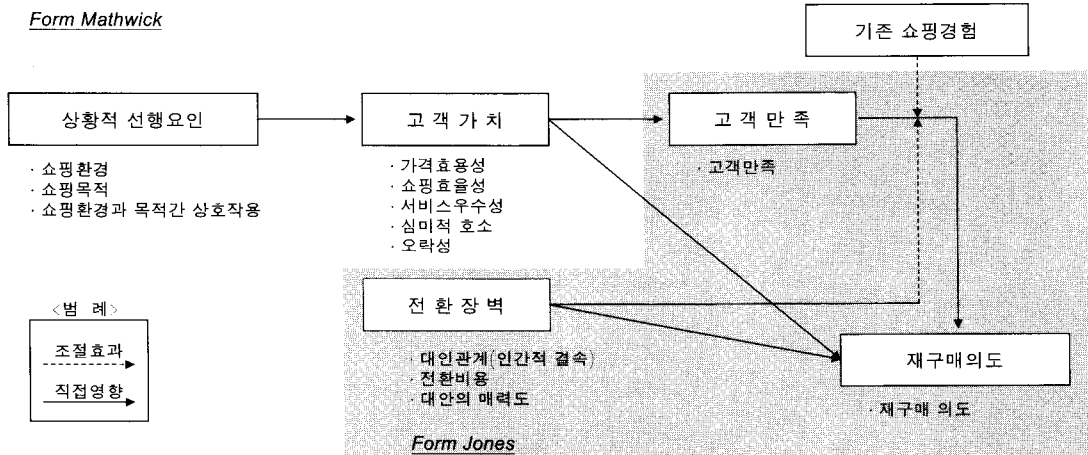 Form Mathwick
기존 쇼핑경험
상황적 선행요인
고 객 가 치
고 객 만 족
· 쇼핑환경
· 쇼핑목적
· 쇼핑환경과 목적간 상호작용
· 가격효용성
· 쇼핑효율성
· 서비스우수성
· 심미적 호소
· 오락성
· 고객만족
전 환 장 벽
· 대인관계(인간적 결속)
· 전환비용
· 대안의 매력도
재구매의도
· 재구매 의도
<범 례>
조절효과
직접영향
Form Jones